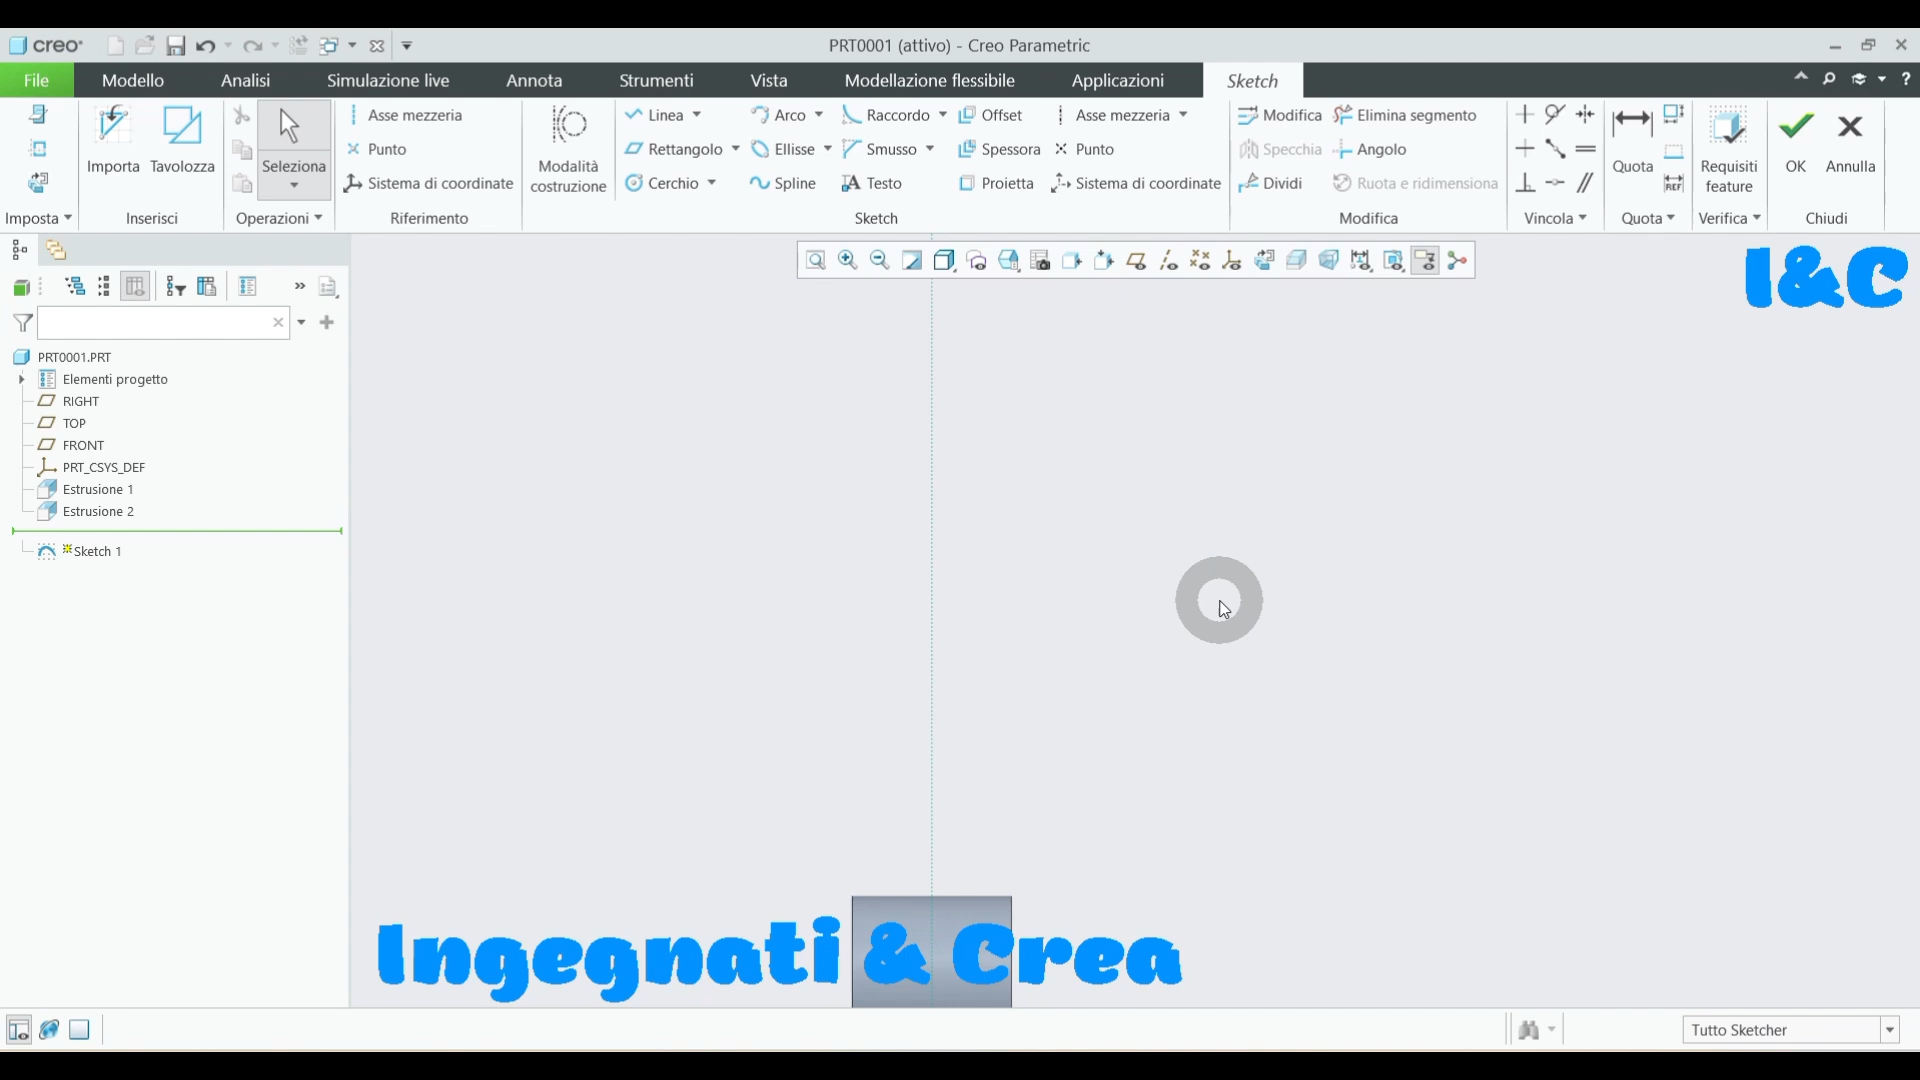 creo
PRT0001 (attivo) - Creo Parametric
File Modello Analisi Simulazione live Annota Strumenti Vista Modellazione flessibile Applicazioni Sketch
Importa Tavolozza Seleziona
Asse mezzeria
Punto
Sistema di coordinate
Modalità costruzione
Linea Arco Raccordo Offset Asse mezzeria
Rettangolo Ellisse Smusso Spessora Punto
Cerchio Spline Testo Proietta Sistema di coordinate
Modifica Elimina segmento
Specchia Angolo
Dividi Ruota e ridimensiona
Quota
REF
Requisiti feature
OK Annulla
Imposta Inserisci Operazioni Riferimento Sketch Modifica Vincola Quota Verifica Chiudi
I&C
PRT0001.PRT
Elementi progetto
RIGHT
TOP
FRONT
PRT_CSYS_DEF
Estrusione 1
Estrusione 2
Sketch 1
Ingegnati & Crea
Tutto Sketcher